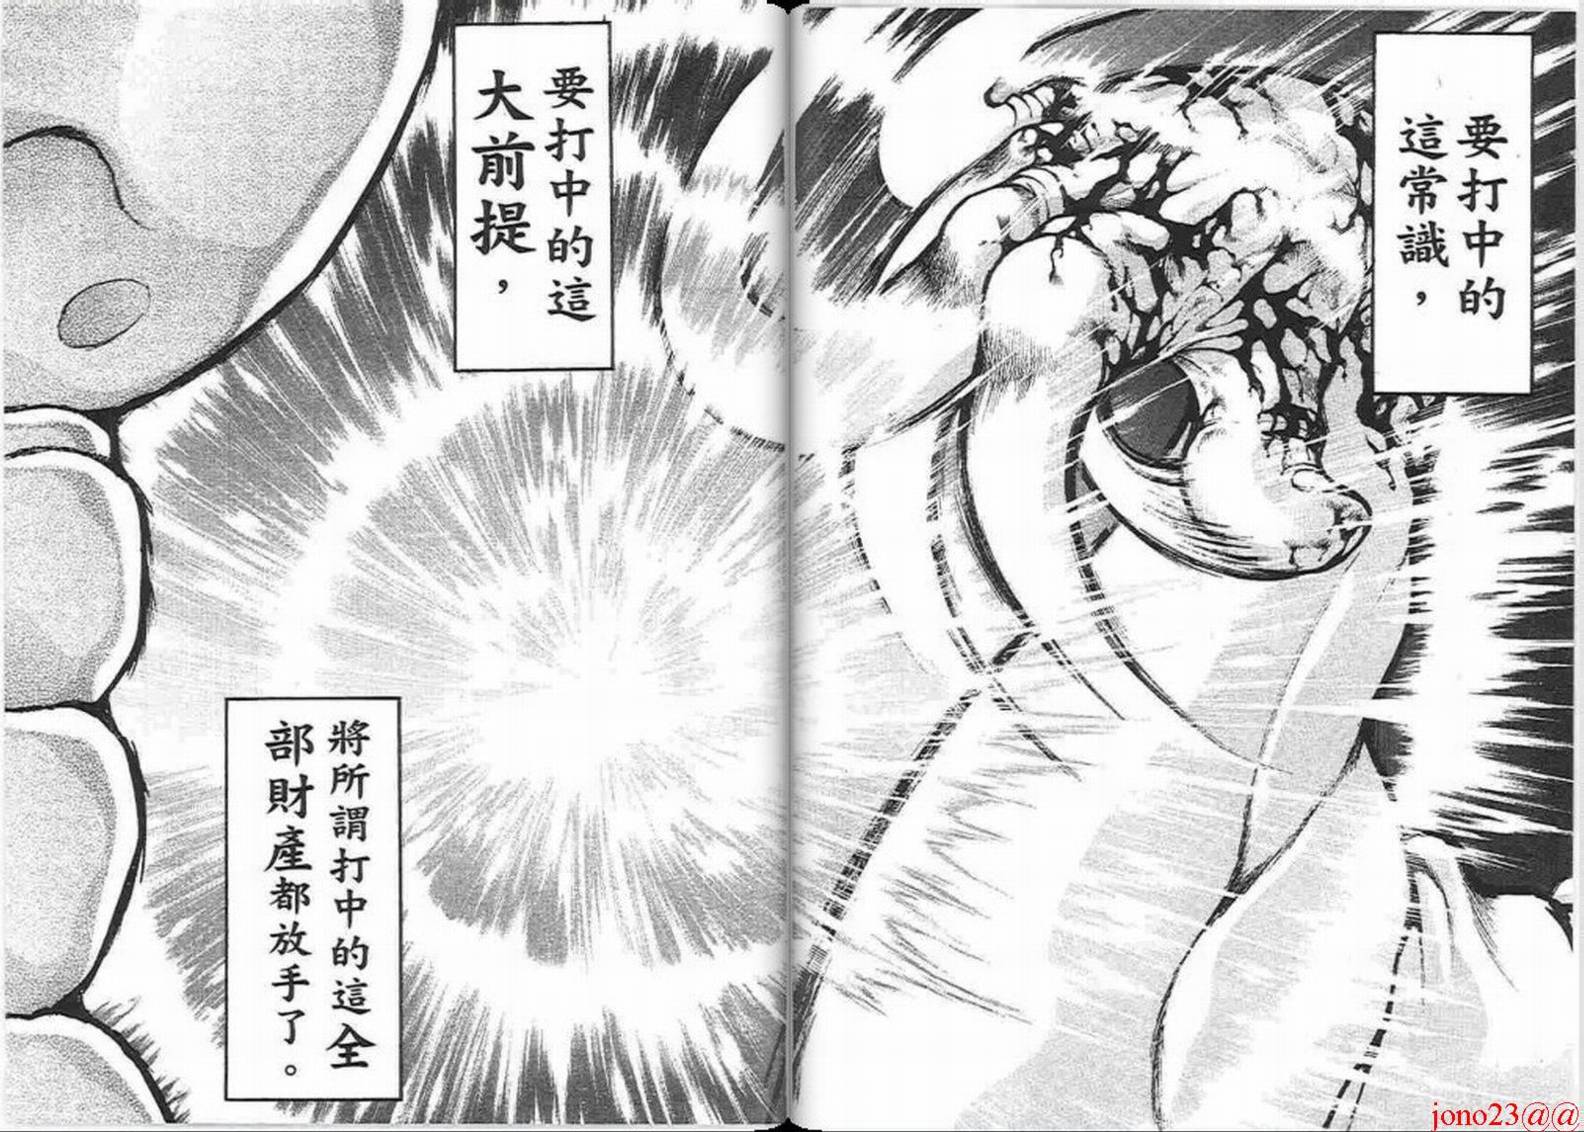 要打中的
這常識，
要打中的這
大前提，
將所謂打中的這全
部財產都放手了。
jono23@@